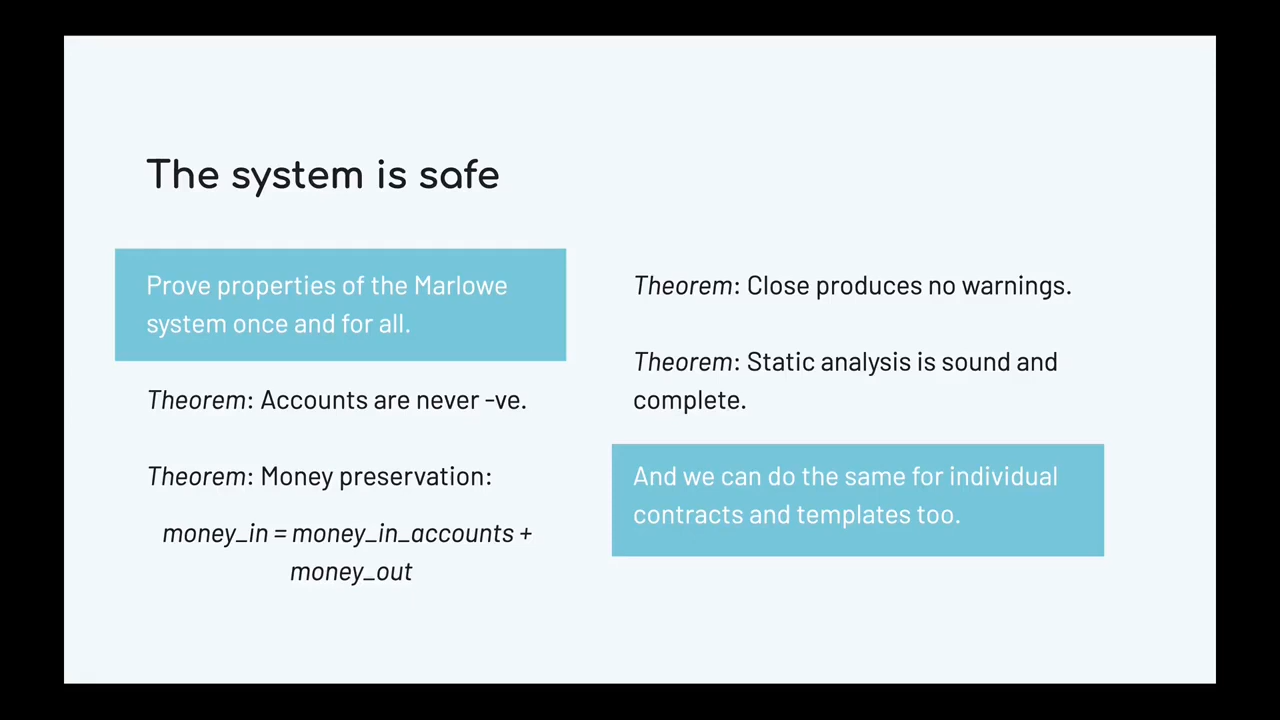 The system is safe
Prove properties of the Marlowe
system once and for all.
Theorem: Accounts are never -ve.
Theorem: Money preservation:
money_in = money_in_accounts +
money_out
Theorem: Close produces no warnings.
Theorem: Static analysis is sound and
complete.
And we can do the same for individual
contracts and templates too.